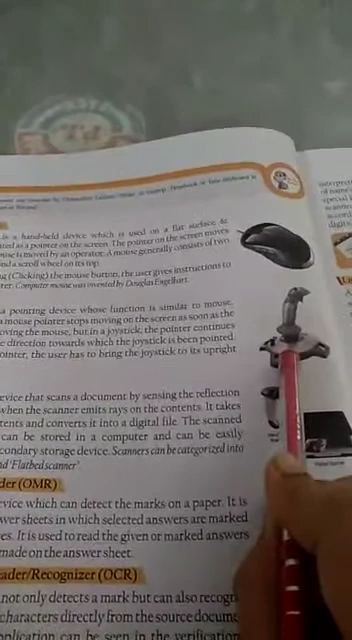 is a hand-held device which is used on a flat surface &
as a pointer on the screen. The pointer on the screen moves
mouse is moved by an operator. A mouse generally consists of two
and a scroll wheel on its top.
(Clicking) the mouse button, the user gives instructions to
ter. Computer mouse was invented by Douglas Engelbart.
a pointing device whose function is similar to mouse.
mouse pointer stops moving on the screen as soon as the
oving the mouse, but in a joystick, the pointer continues
e direction towards which the joystick is been pointed.
ointer, the user has to bring the joystick to its upright
evice that scans a document by sensing the reflection
when the scanner emits rays on the contents. It takes
tents and converts it into a digital file. The scanned
can be stored in a computer and can be easily
condary storage device. Scanners can be categorized into
nd 'Flatbed scanner'.
der (OMR)
evice which can detect the marks on a paper. It is
wer sheets in which selected answers are marked
es. It is used to read the given or marked answers
made on the answer sheet.
ader/Recognizer (OCR)
not only detects a mark but can also recogn
characters directly from the source docume
plication can be seen in the verification
of name
special
digits